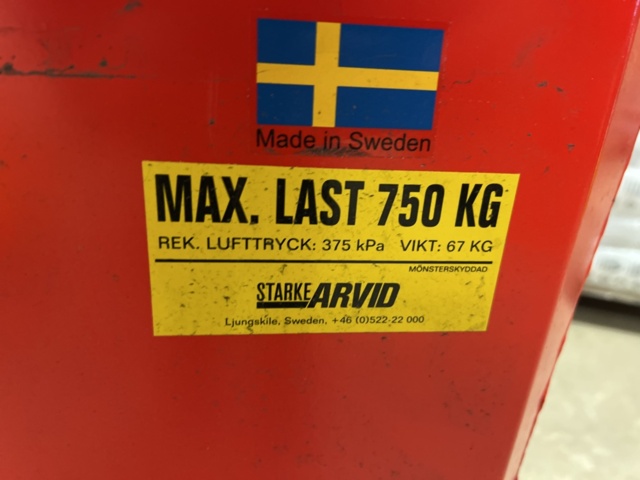 Made in Sweden
MAX. LAST 750 KG
REK. LUFTTRYCK: 375 kPa VIKT: 67 KG
MÖNSTERSKYDDAD
STARKE ARVID
Ljungskile, Sweden, +46 (0)522-22 000